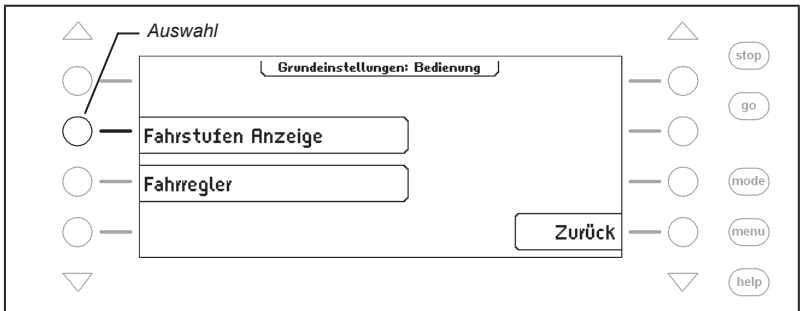 Auswahl
stop
Grundeinstellungen: Bedienung
go
Fahrstufen Anzeige
Fahrregler
mode
Zurück
menu
help